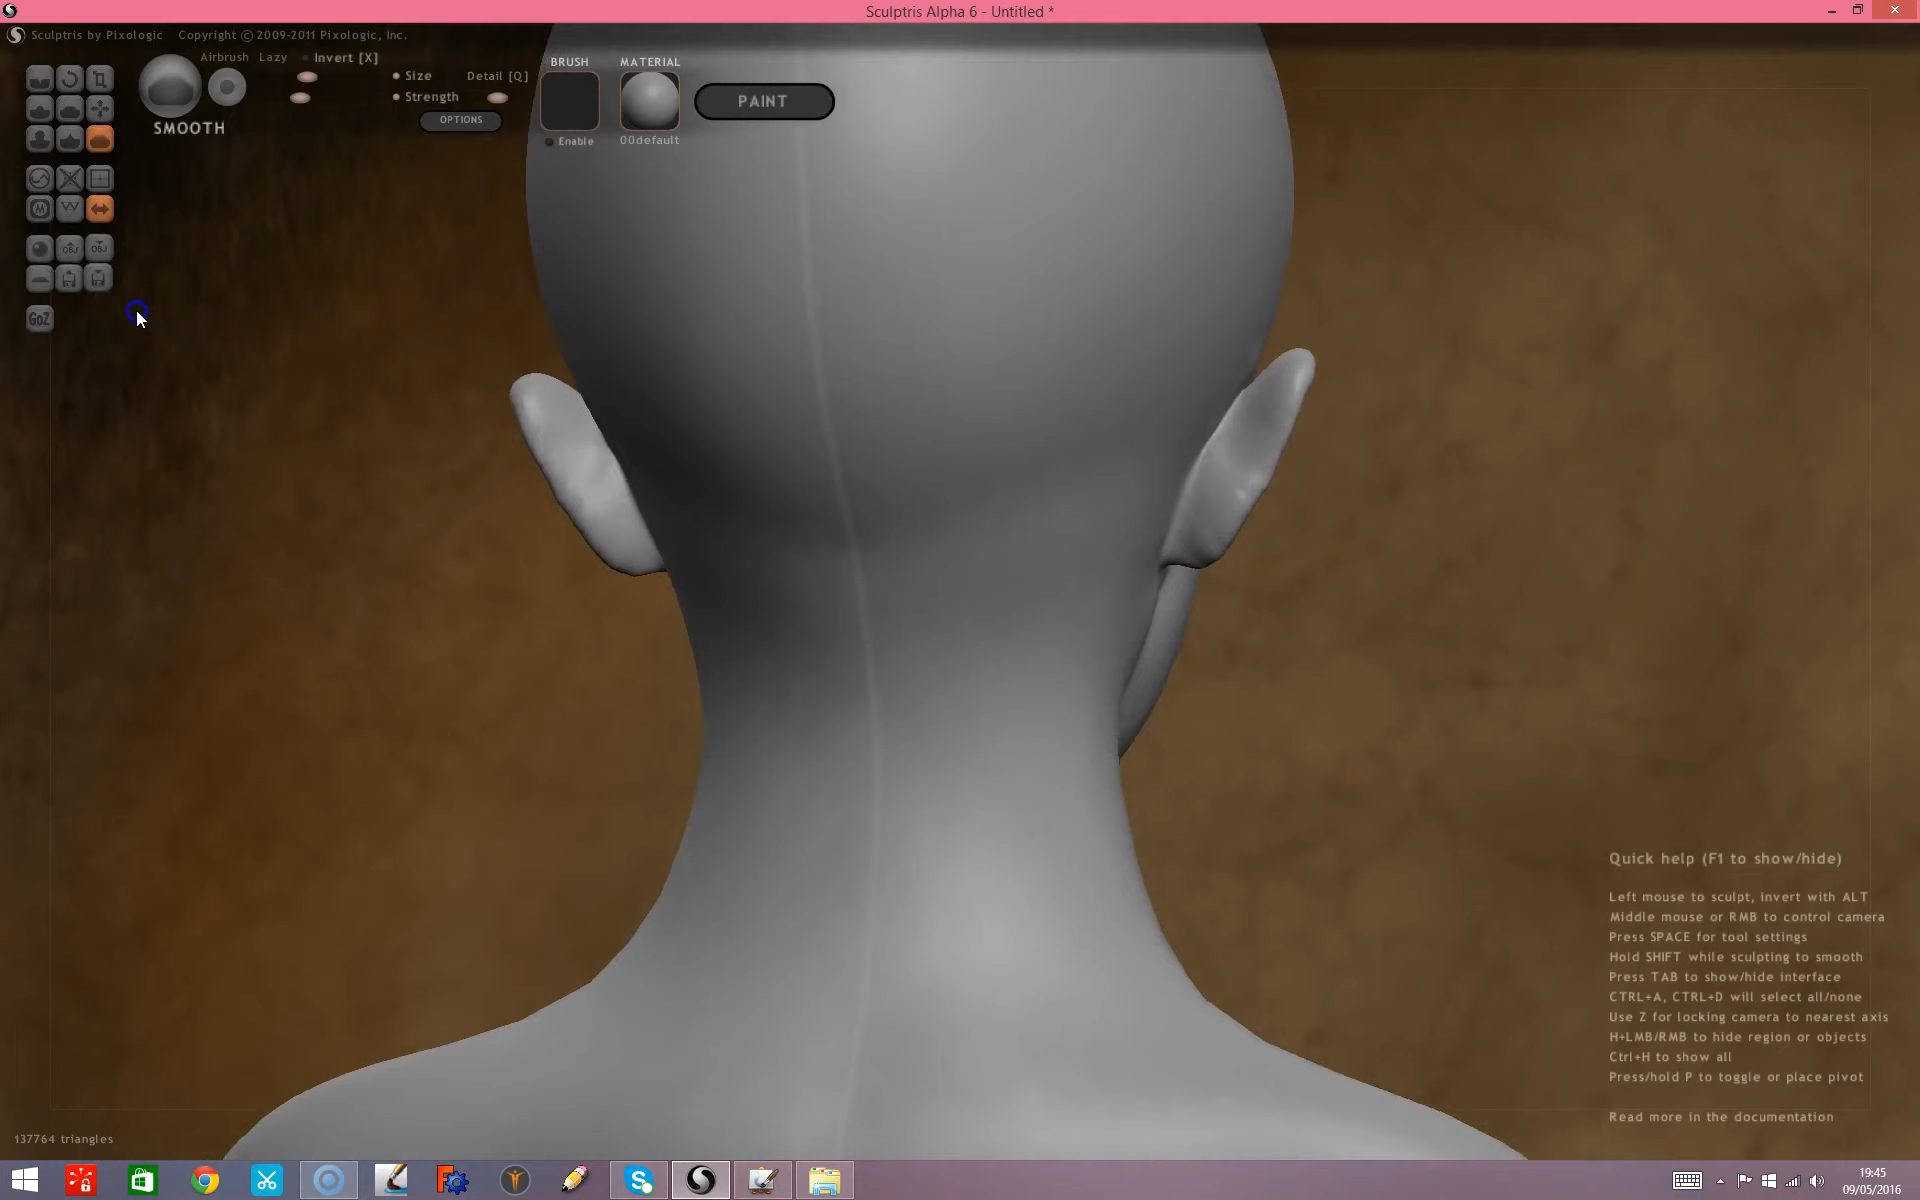 Sculptris Alpha 6 - Untitled *
Sculptris by Pixologic Copyright © 2009-2011 Pixologic, Inc.
Airbrush Lazy Invert [X]
Size Detail [Q]
Strength
OPTIONS
SMOOTH
BRUSH MATERIAL
PAINT
Enable 00default
OBJ OBJ
GoZ
Quick help (F1 to show/hide)
Left mouse to sculpt, invert with ALT
Middle mouse or RMB to control camera
Press SPACE for tool settings
Hold SHIFT while sculpting to smooth
Press TAB to show/hide interface
CTRL+A, CTRL+D will select all/none
Use Z for locking camera to nearest axis
H+LMB/RMB to hide region or objects
Ctrl+H to show all
Press/hold P to toggle or place pivot
Read more in the documentation
137764 triangles
19:45
09/05/2016